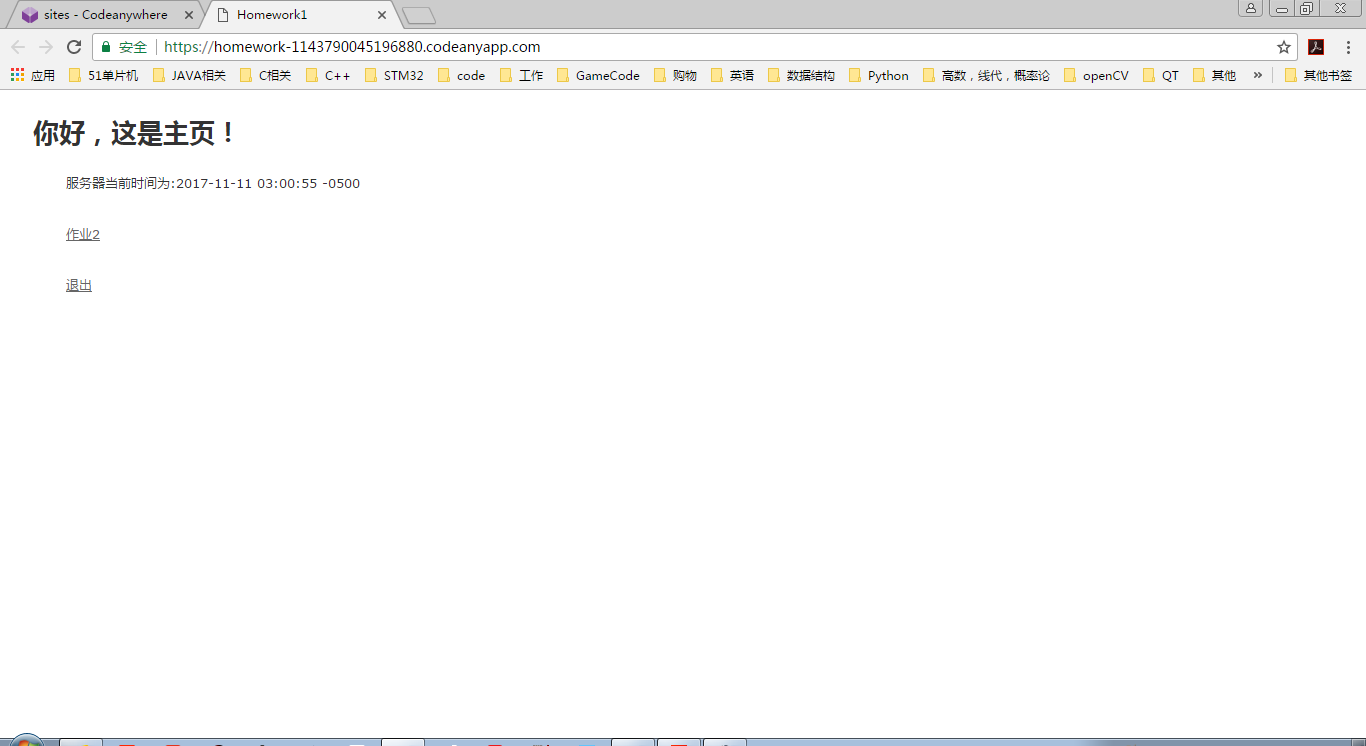 sites - Codeanywhere
Homework1
安全 https://homework-1143790045196880.codeanyapp.com
应用 51单片机 JAVA相关 C相关 C++ STM32 code 工作 GameCode 购物 英语 数据结构 Python 高数，线代，概率论 openCV QT 其他 » 其他书签
你好，这是主页！
服务器当前时间为:2017-11-11 03:00:55 -0500
作业2
退出